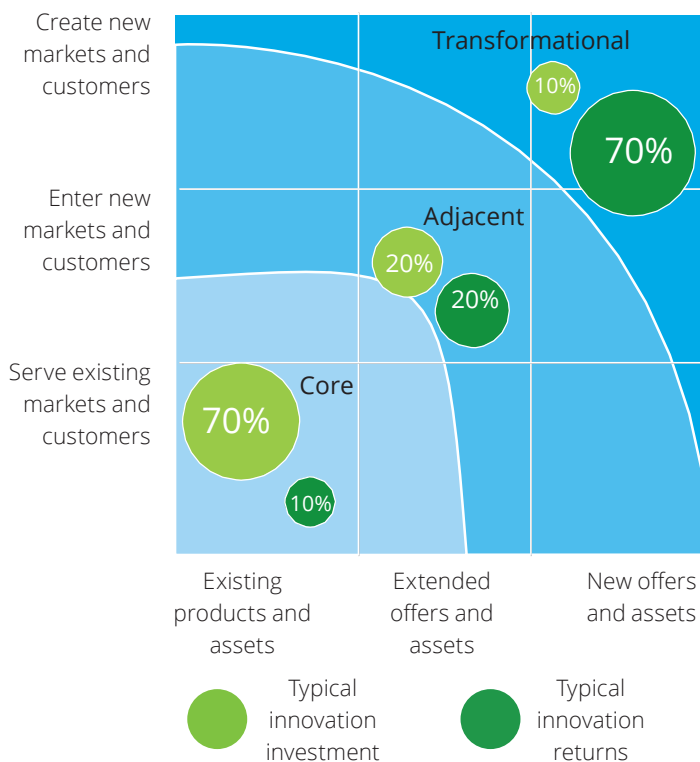 Create new
markets and
customers
Transformational
10%
70%
Enter new
markets and
customers
Adjacent
20%
20%
Serve existing
markets and
customers
Core
70%
10%
Existing
products and
assets
Extended
offers and
assets
New offers
and assets
Typical
innovation
investment
Typical
innovation
returns